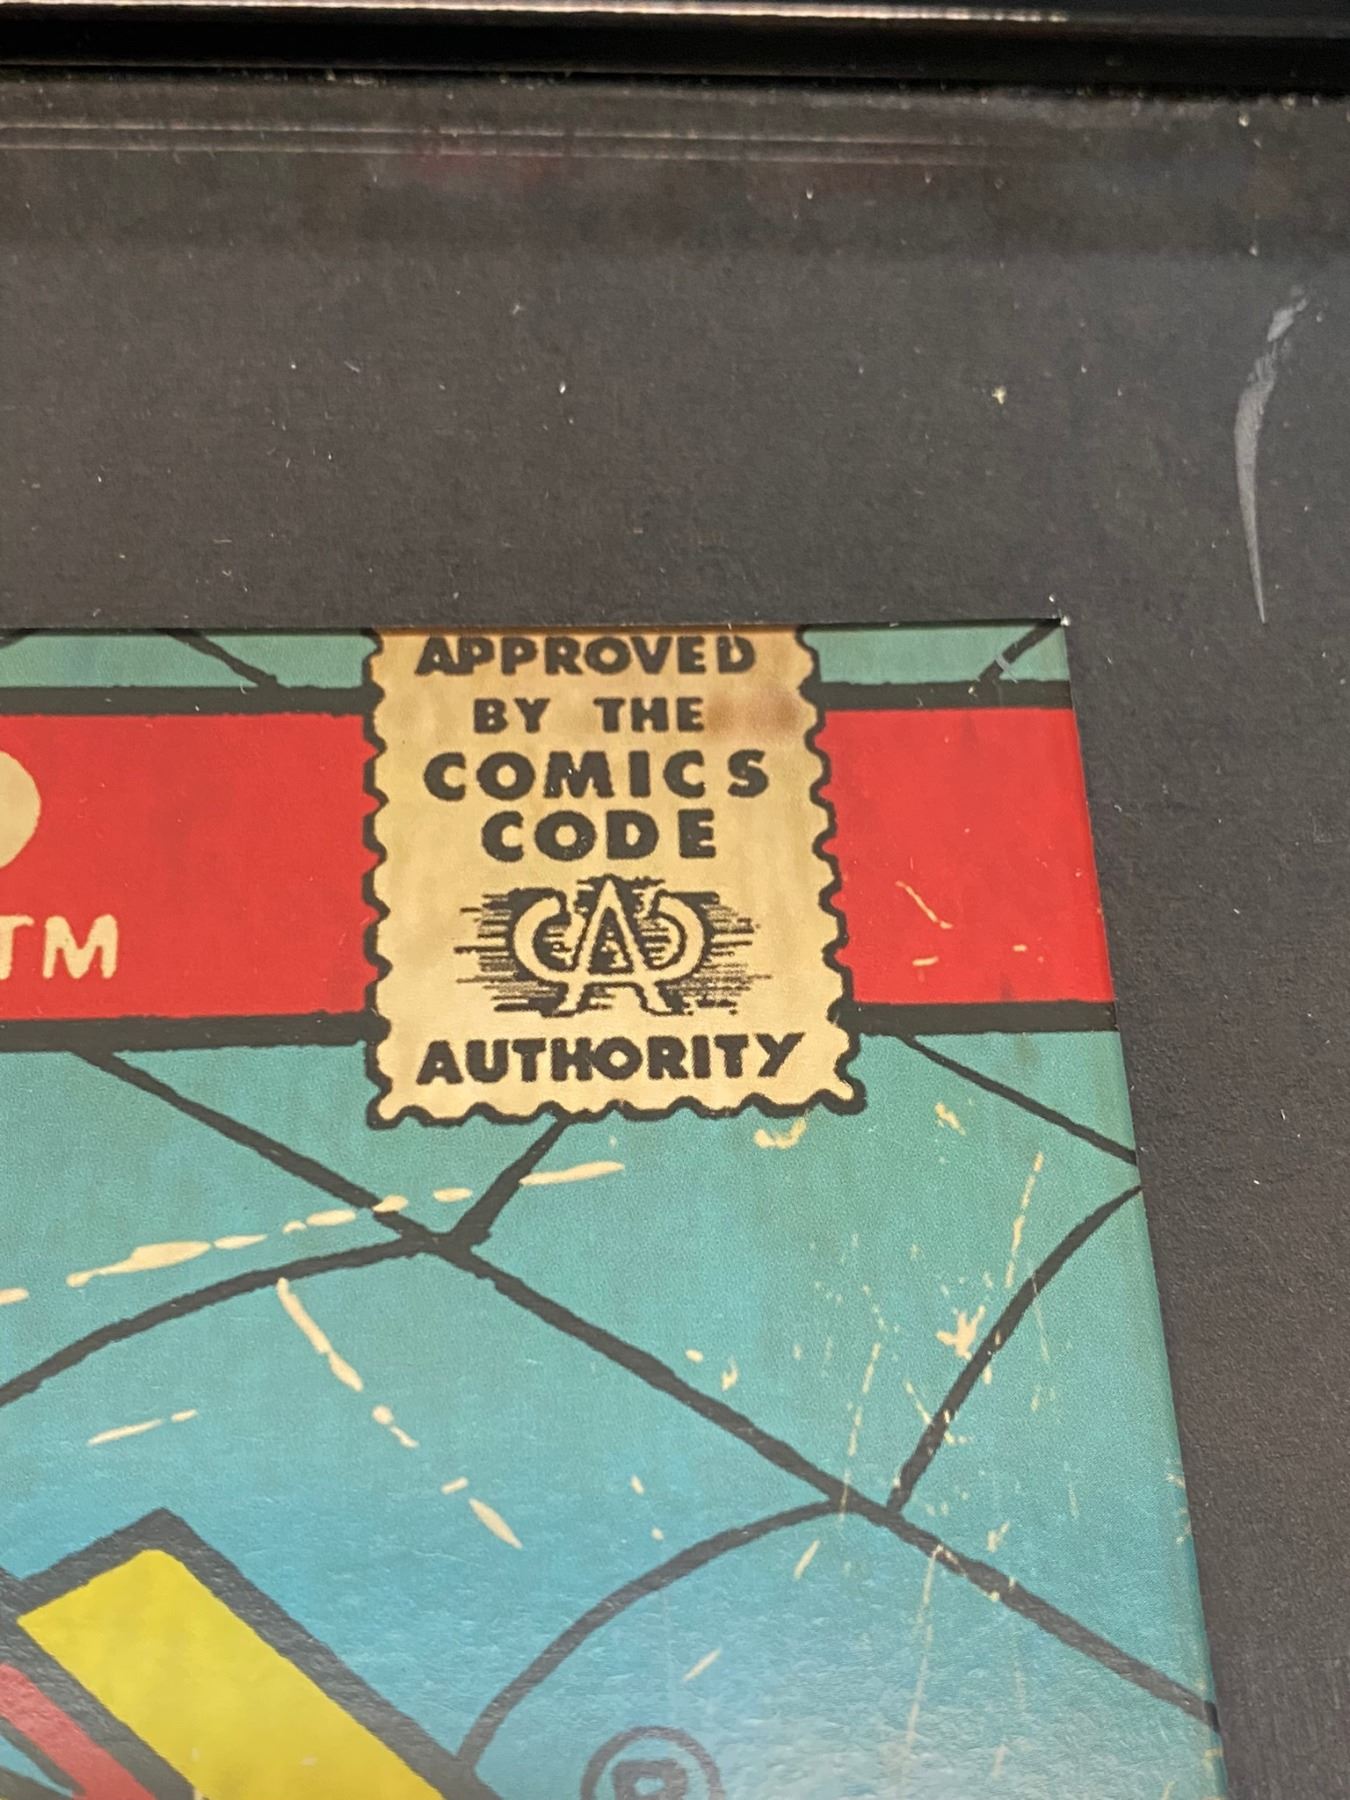 APPROVED
BY THE
COMICS
CODE
CA
AUTHORITY
TM
®